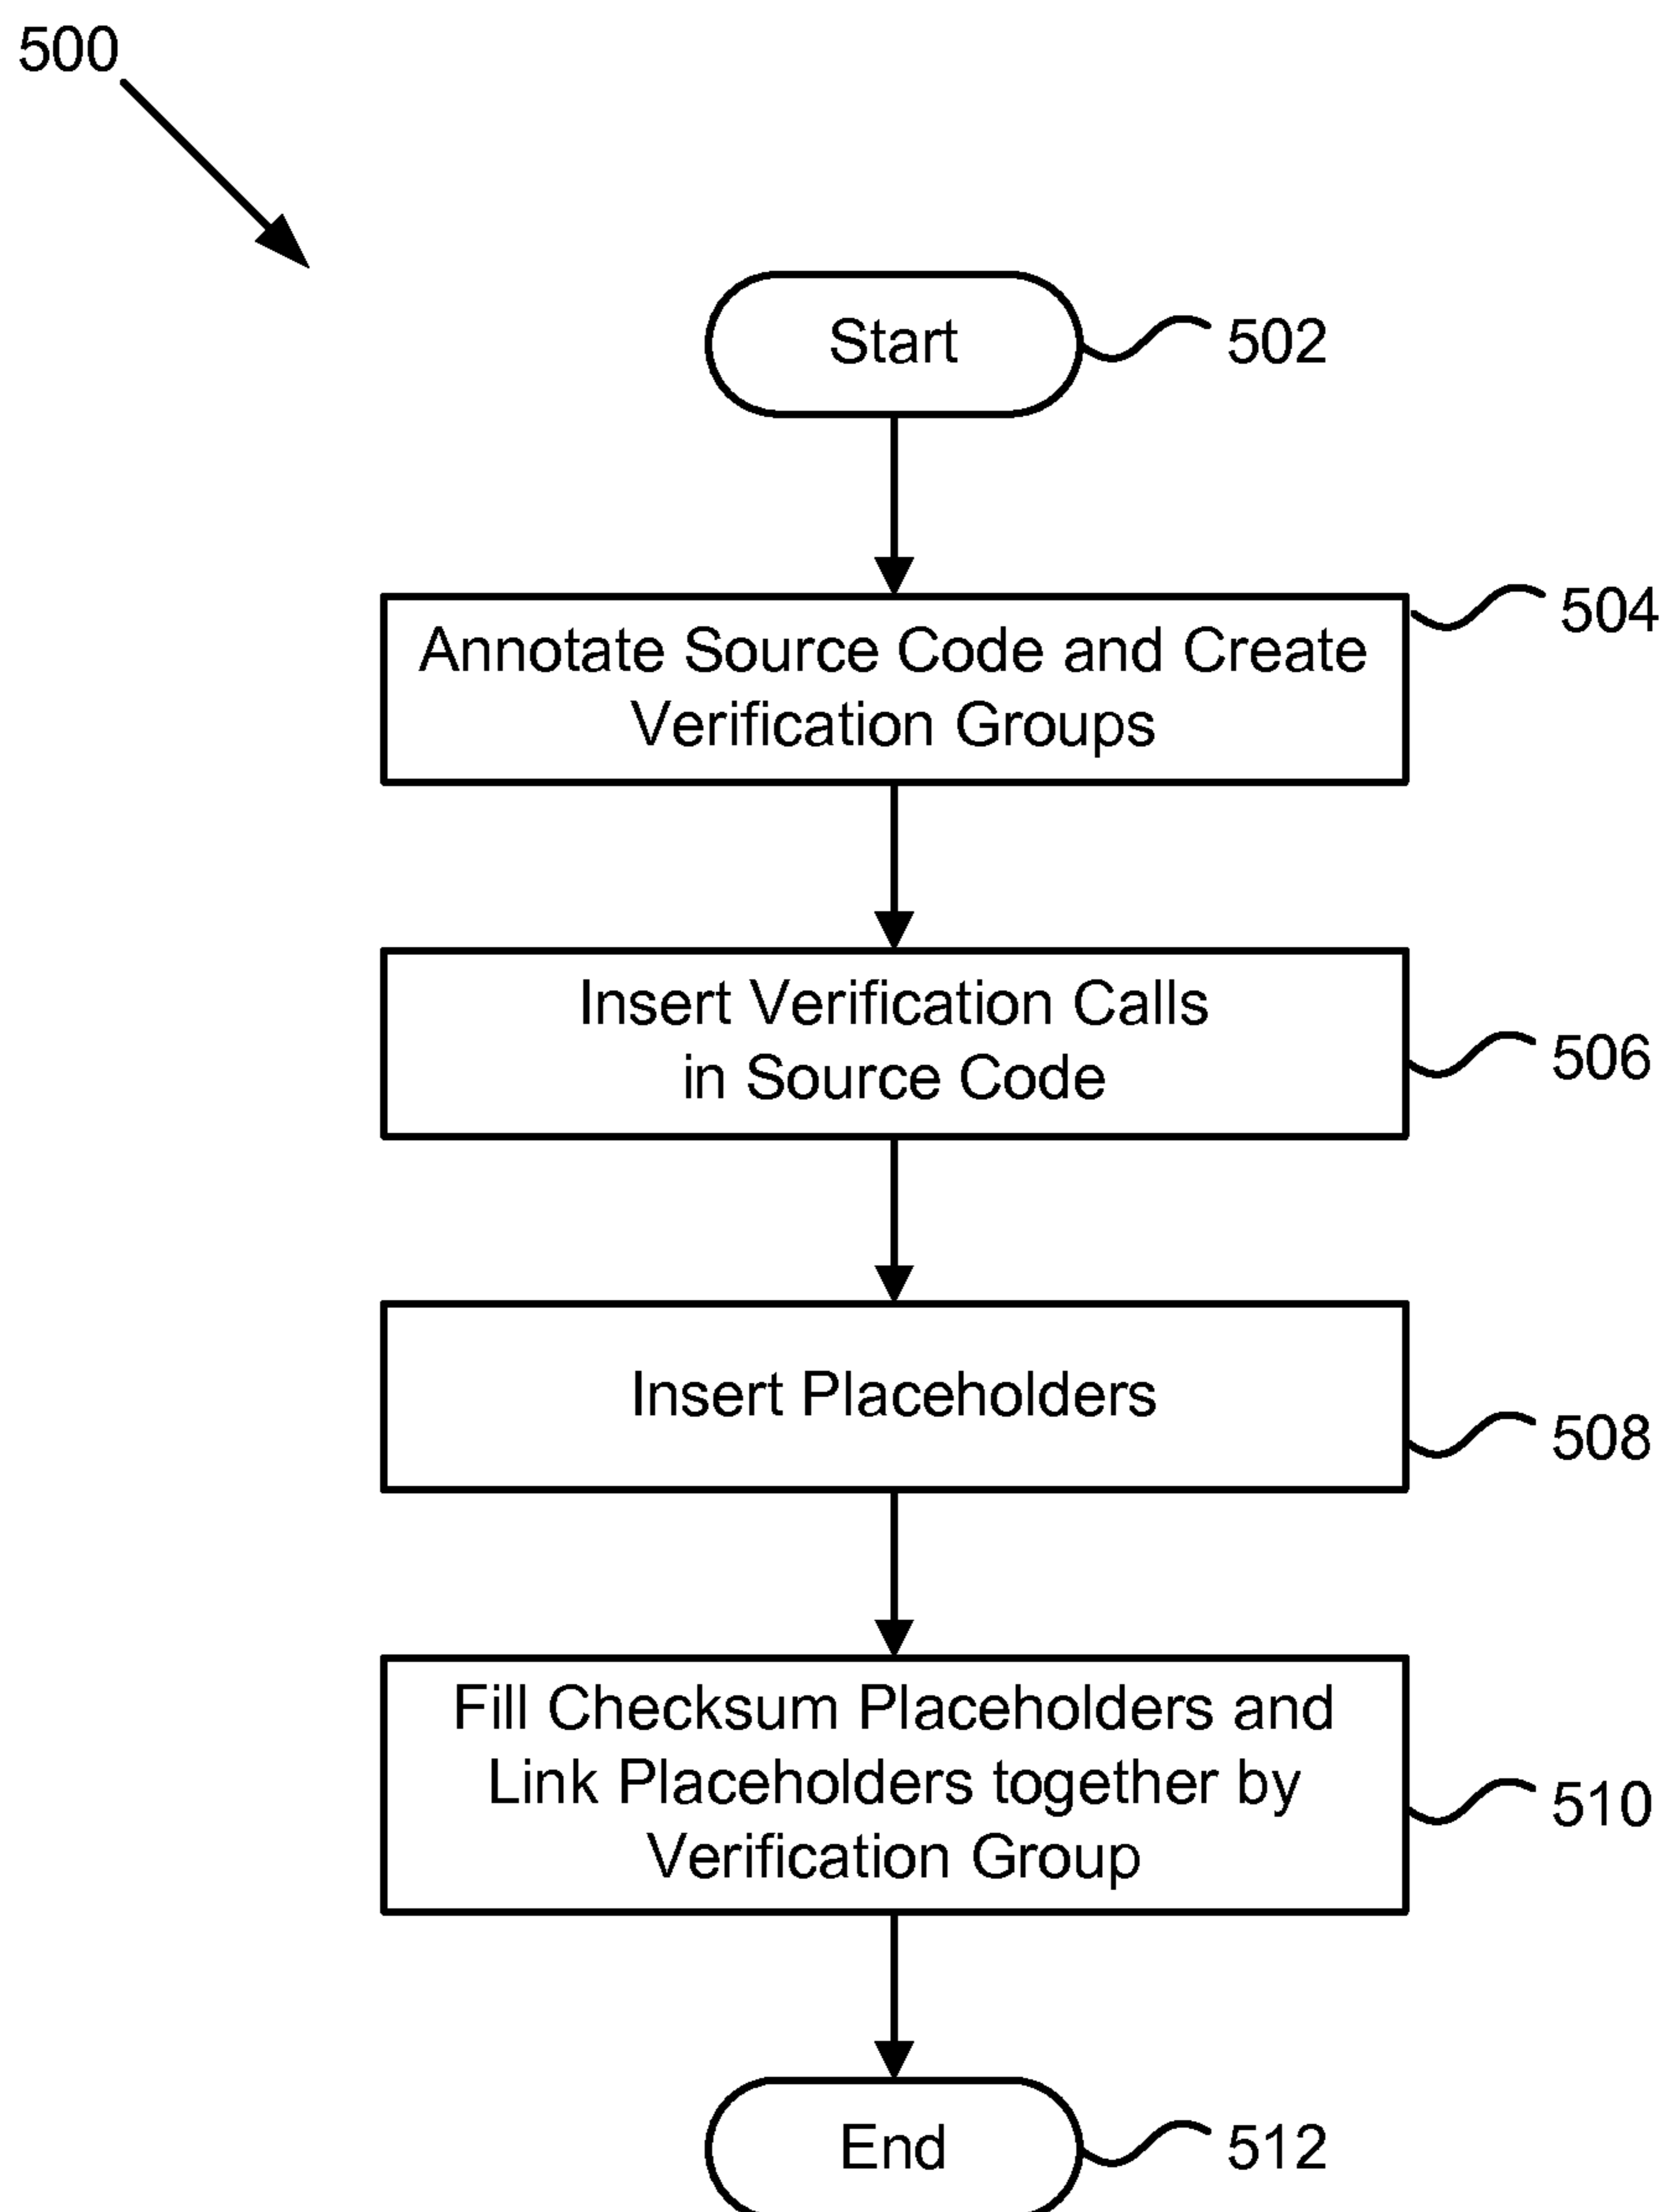 500
Start
502
Annotate Source Code and Create
Verification Groups
504
Insert Verification Calls
in Source Code
506
Insert Placeholders
508
Fill Checksum Placeholders and
Link Placeholders together by
Verification Group
510
End
512